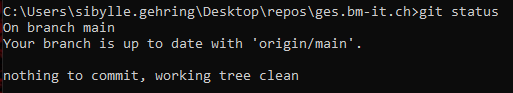 C:\Users\sibylle.gehring\Desktop\repos\ges.bm-it.ch>git status
On branch main
Your branch is up to date with 'origin/main'.

nothing to commit, working tree clean